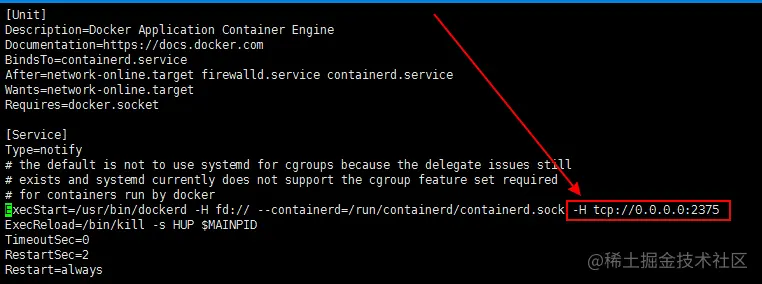 [Unit]
Description=Docker Application Container Engine
Documentation=https://docs.docker.com
BindsTo=containerd.service
After=network-online.target firewalld.service containerd.service
Wants=network-online.target
Requires=docker.socket
[Service]
Type=notify
# the default is not to use systemd for cgroups because the delegate issues still
# exists and systemd currently does not support the cgroup feature set required
# for containers run by docker
ExecStart=/usr/bin/dockerd -H fd:// --containerd=/run/containerd/containerd.sock -H tcp://0.0.0.0:2375
ExecReload=/bin/kill -s HUP $MAINPID
TimeoutSec=0
RestartSec=2
Restart=always
@稀土掘金技术社区